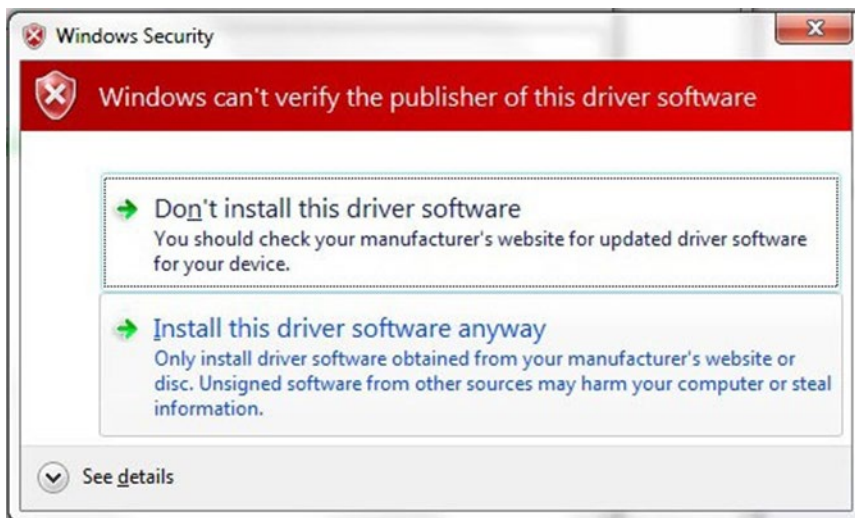 Windows Security
Windows can't verify the publisher of this driver software
Don't install this driver software
You should check your manufacturer's website for updated driver software
for your device.
Install this driver software anyway
Only install driver software obtained from your manufacturer's website or
disc. Unsigned software from other sources may harm your computer or steal
information.
See details